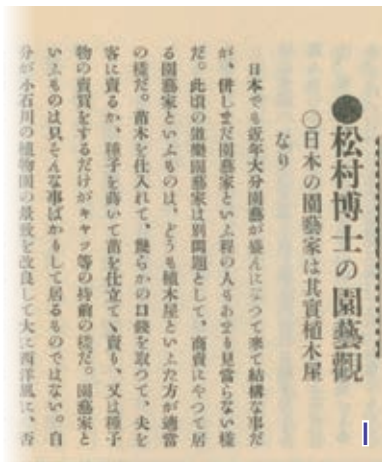 ●松村博士の園藝觀
○日本の園藝家は其實植木屋
なり
日本でも近年大分園藝が盛んになつて來て結構な事だ
が、併しまだ園藝家といふ程の人もあまり見當らない樣
だ。此頃の道樂園藝家は別問題として、商賣にやつて居
る園藝家といふものは、どうも植木屋といふた方が適當
の樣だ。苗木を仕入れて、幾らかの口錢を取つて、夫を
客に賣るか、種子を蒔いて苗を仕立てゝ賣り、又は種子
物の賣買をするだけがキヤツ等の持前の樣だ。園藝家と
いふものは只そんな事ばかりして居るものではない。自
分が小石川の植物園の景致を改良して大に西洋風に、否